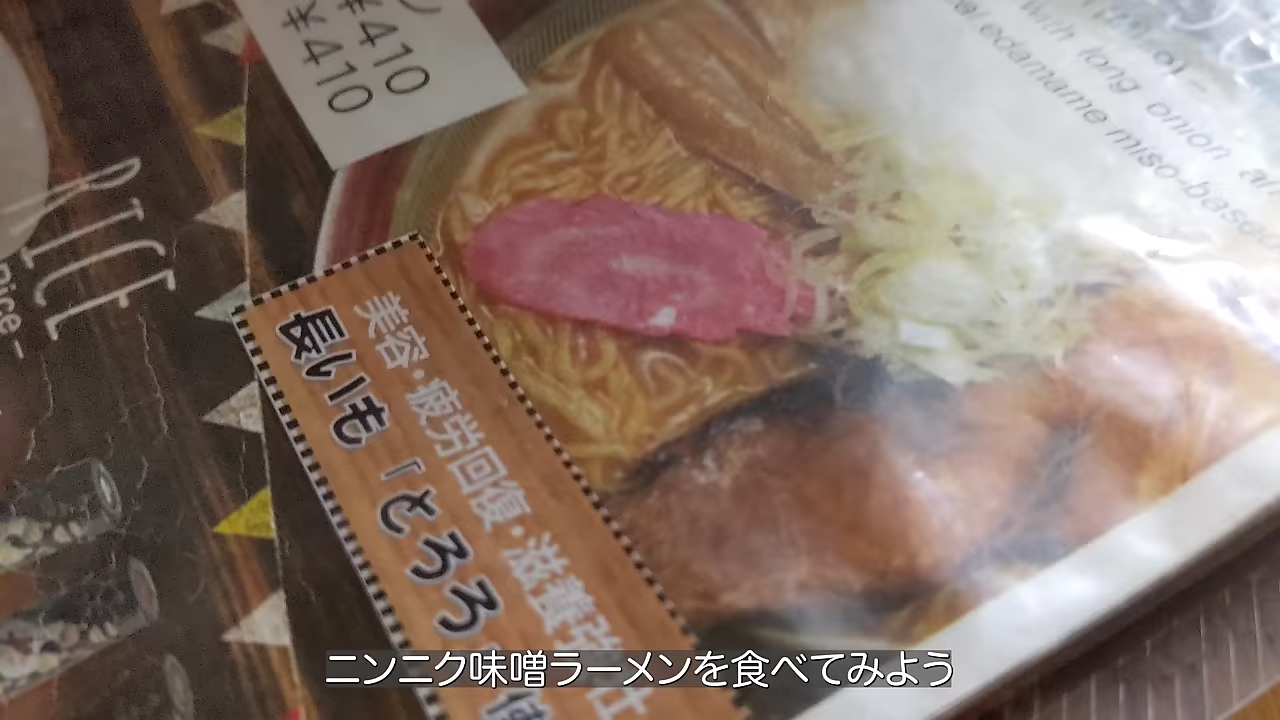 ¥410
¥410
RICE
with long onion
edamame miso-based
美容・疲労回復・滋養強壮
長いも「とろろ
ニンニク味噌ラーメンを食べてみよう